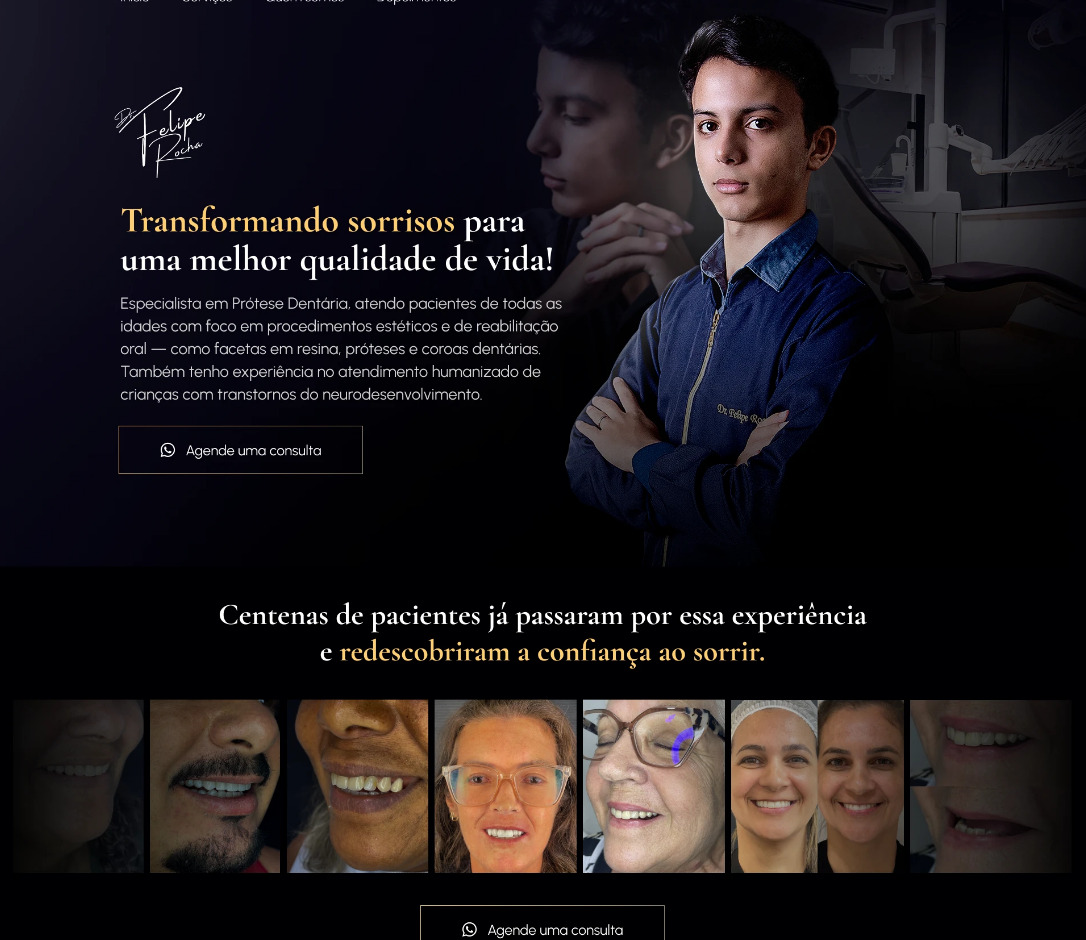 Início Serviços Quem somos Depoimentos
Dr.
Felipe
Rocha
Transformando sorrisos para
uma melhor qualidade de vida!
Especialista em Prótese Dentária, atendo pacientes de todas as
idades com foco em procedimentos estéticos e de reabilitação
oral — como facetas em resina, próteses e coroas dentárias.
Também tenho experiência no atendimento humanizado de
crianças com transtornos do neurodesenvolvimento.
Dr. Felipe
Agende uma consulta
Centenas de pacientes já passaram por essa experiência
e redescobriram a confiança ao sorrir.
Agende uma consulta